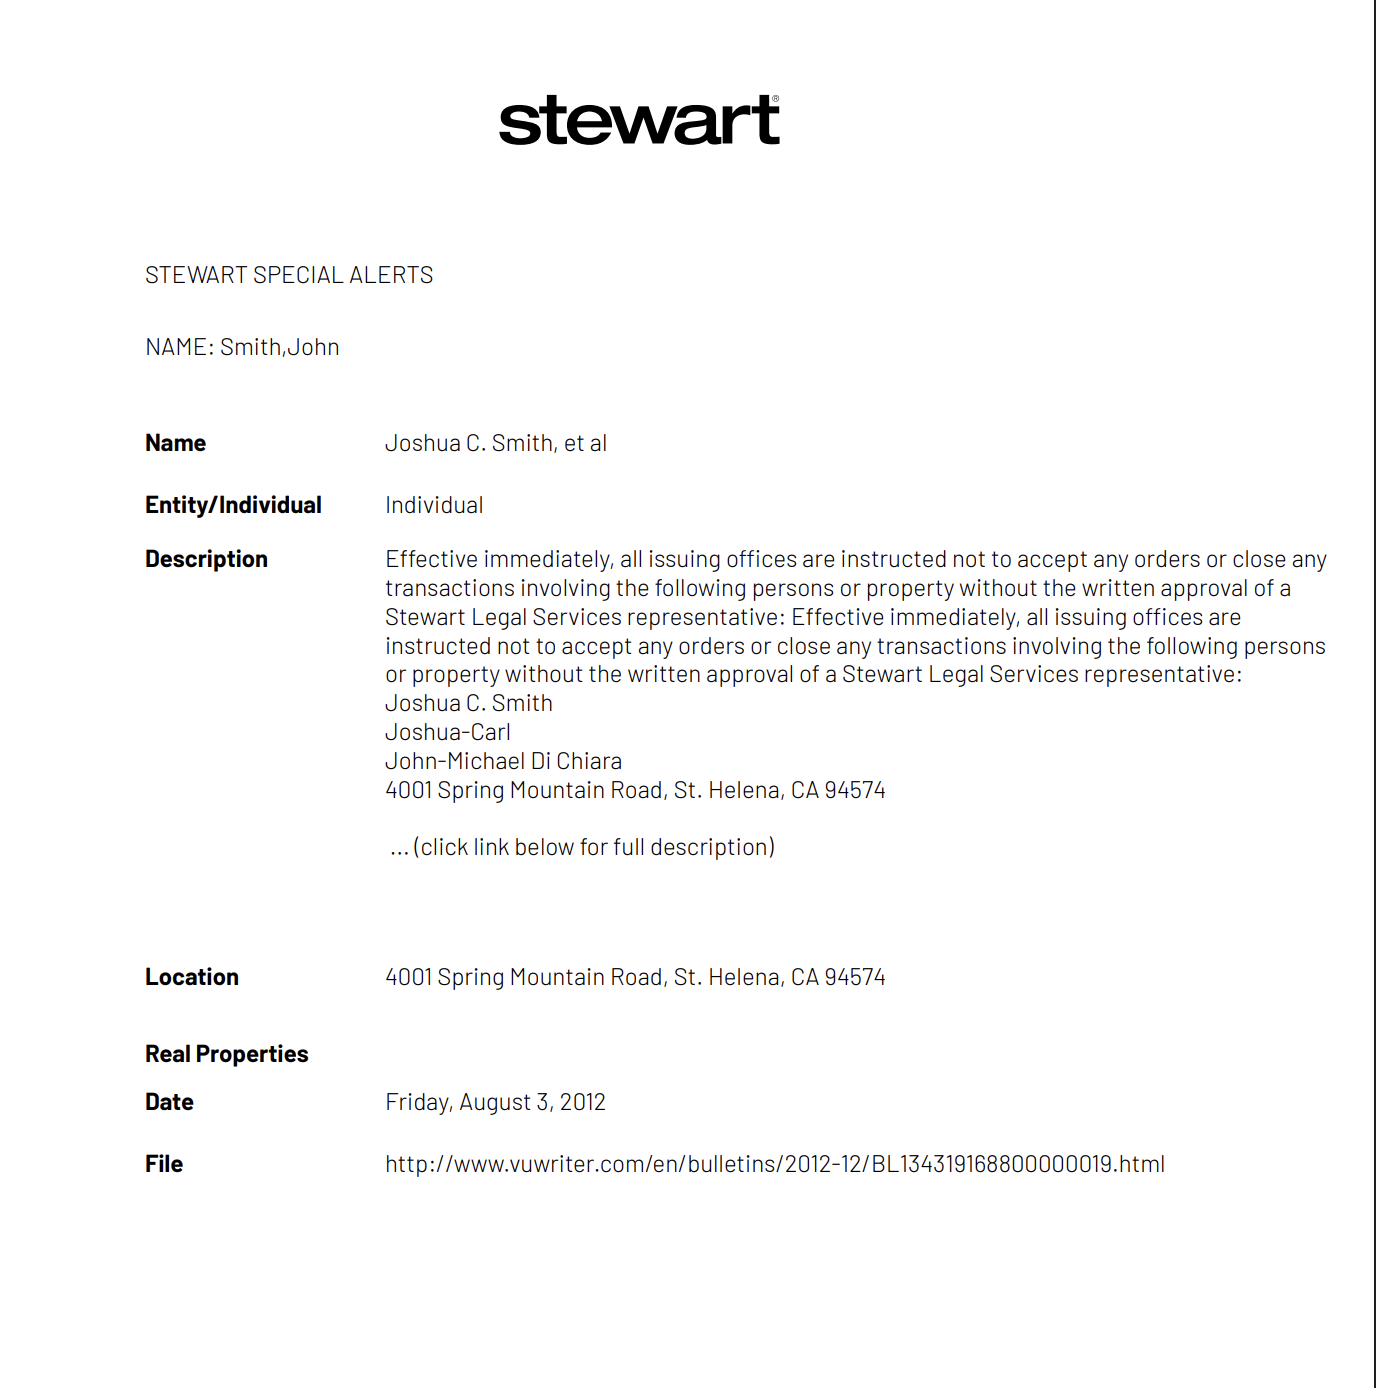 stewart®
STEWART SPECIAL ALERTS
NAME: Smith,John
Name Joshua C. Smith, et al
Entity/Individual Individual
Description Effective immediately, all issuing offices are instructed not to accept any orders or close any
transactions involving the following persons or property without the written approval of a
Stewart Legal Services representative: Effective immediately, all issuing offices are
instructed not to accept any orders or close any transactions involving the following persons
or property without the written approval of a Stewart Legal Services representative:
Joshua C. Smith
Joshua-Carl
John-Michael Di Chiara
4001 Spring Mountain Road, St. Helena, CA 94574
... (click link below for full description)
Location 4001 Spring Mountain Road, St. Helena, CA 94574
Real Properties
Date Friday, August 3, 2012
File http://www.vuwriter.com/en/bulletins/2012-12/BL134319168800000019.html